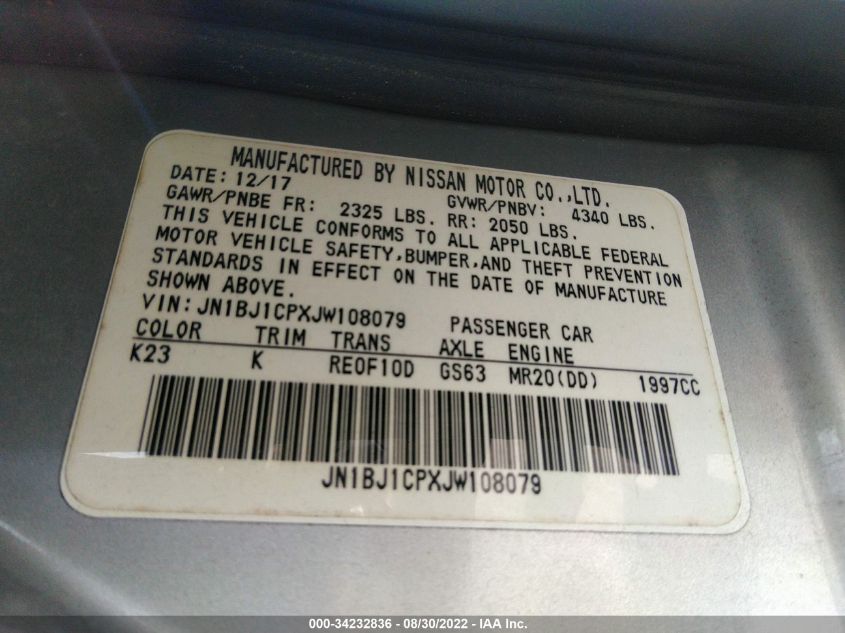 MANUFACTURED BY NISSAN MOTOR CO.,LTD.
DATE: 12/17 GVWR/PNBV: 4340 LBS.
GAWR/PNBE FR: 2325 LBS. RR: 2050 LBS.
THIS VEHICLE CONFORMS TO ALL APPLICABLE FEDERAL
MOTOR VEHICLE SAFETY,BUMPER,AND THEFT PREVENTION
STANDARDS IN EFFECT ON THE DATE OF MANUFACTURE
SHOWN ABOVE.
VIN: JN1BJ1CPXJW108079 PASSENGER CAR
COLOR TRIM TRANS AXLE ENGINE
K23 K RE0F10D GS63 MR20(DD) 1997CC
JN1BJ1CPXJW108079
000-34232836 - 08/30/2022 - IAA Inc.